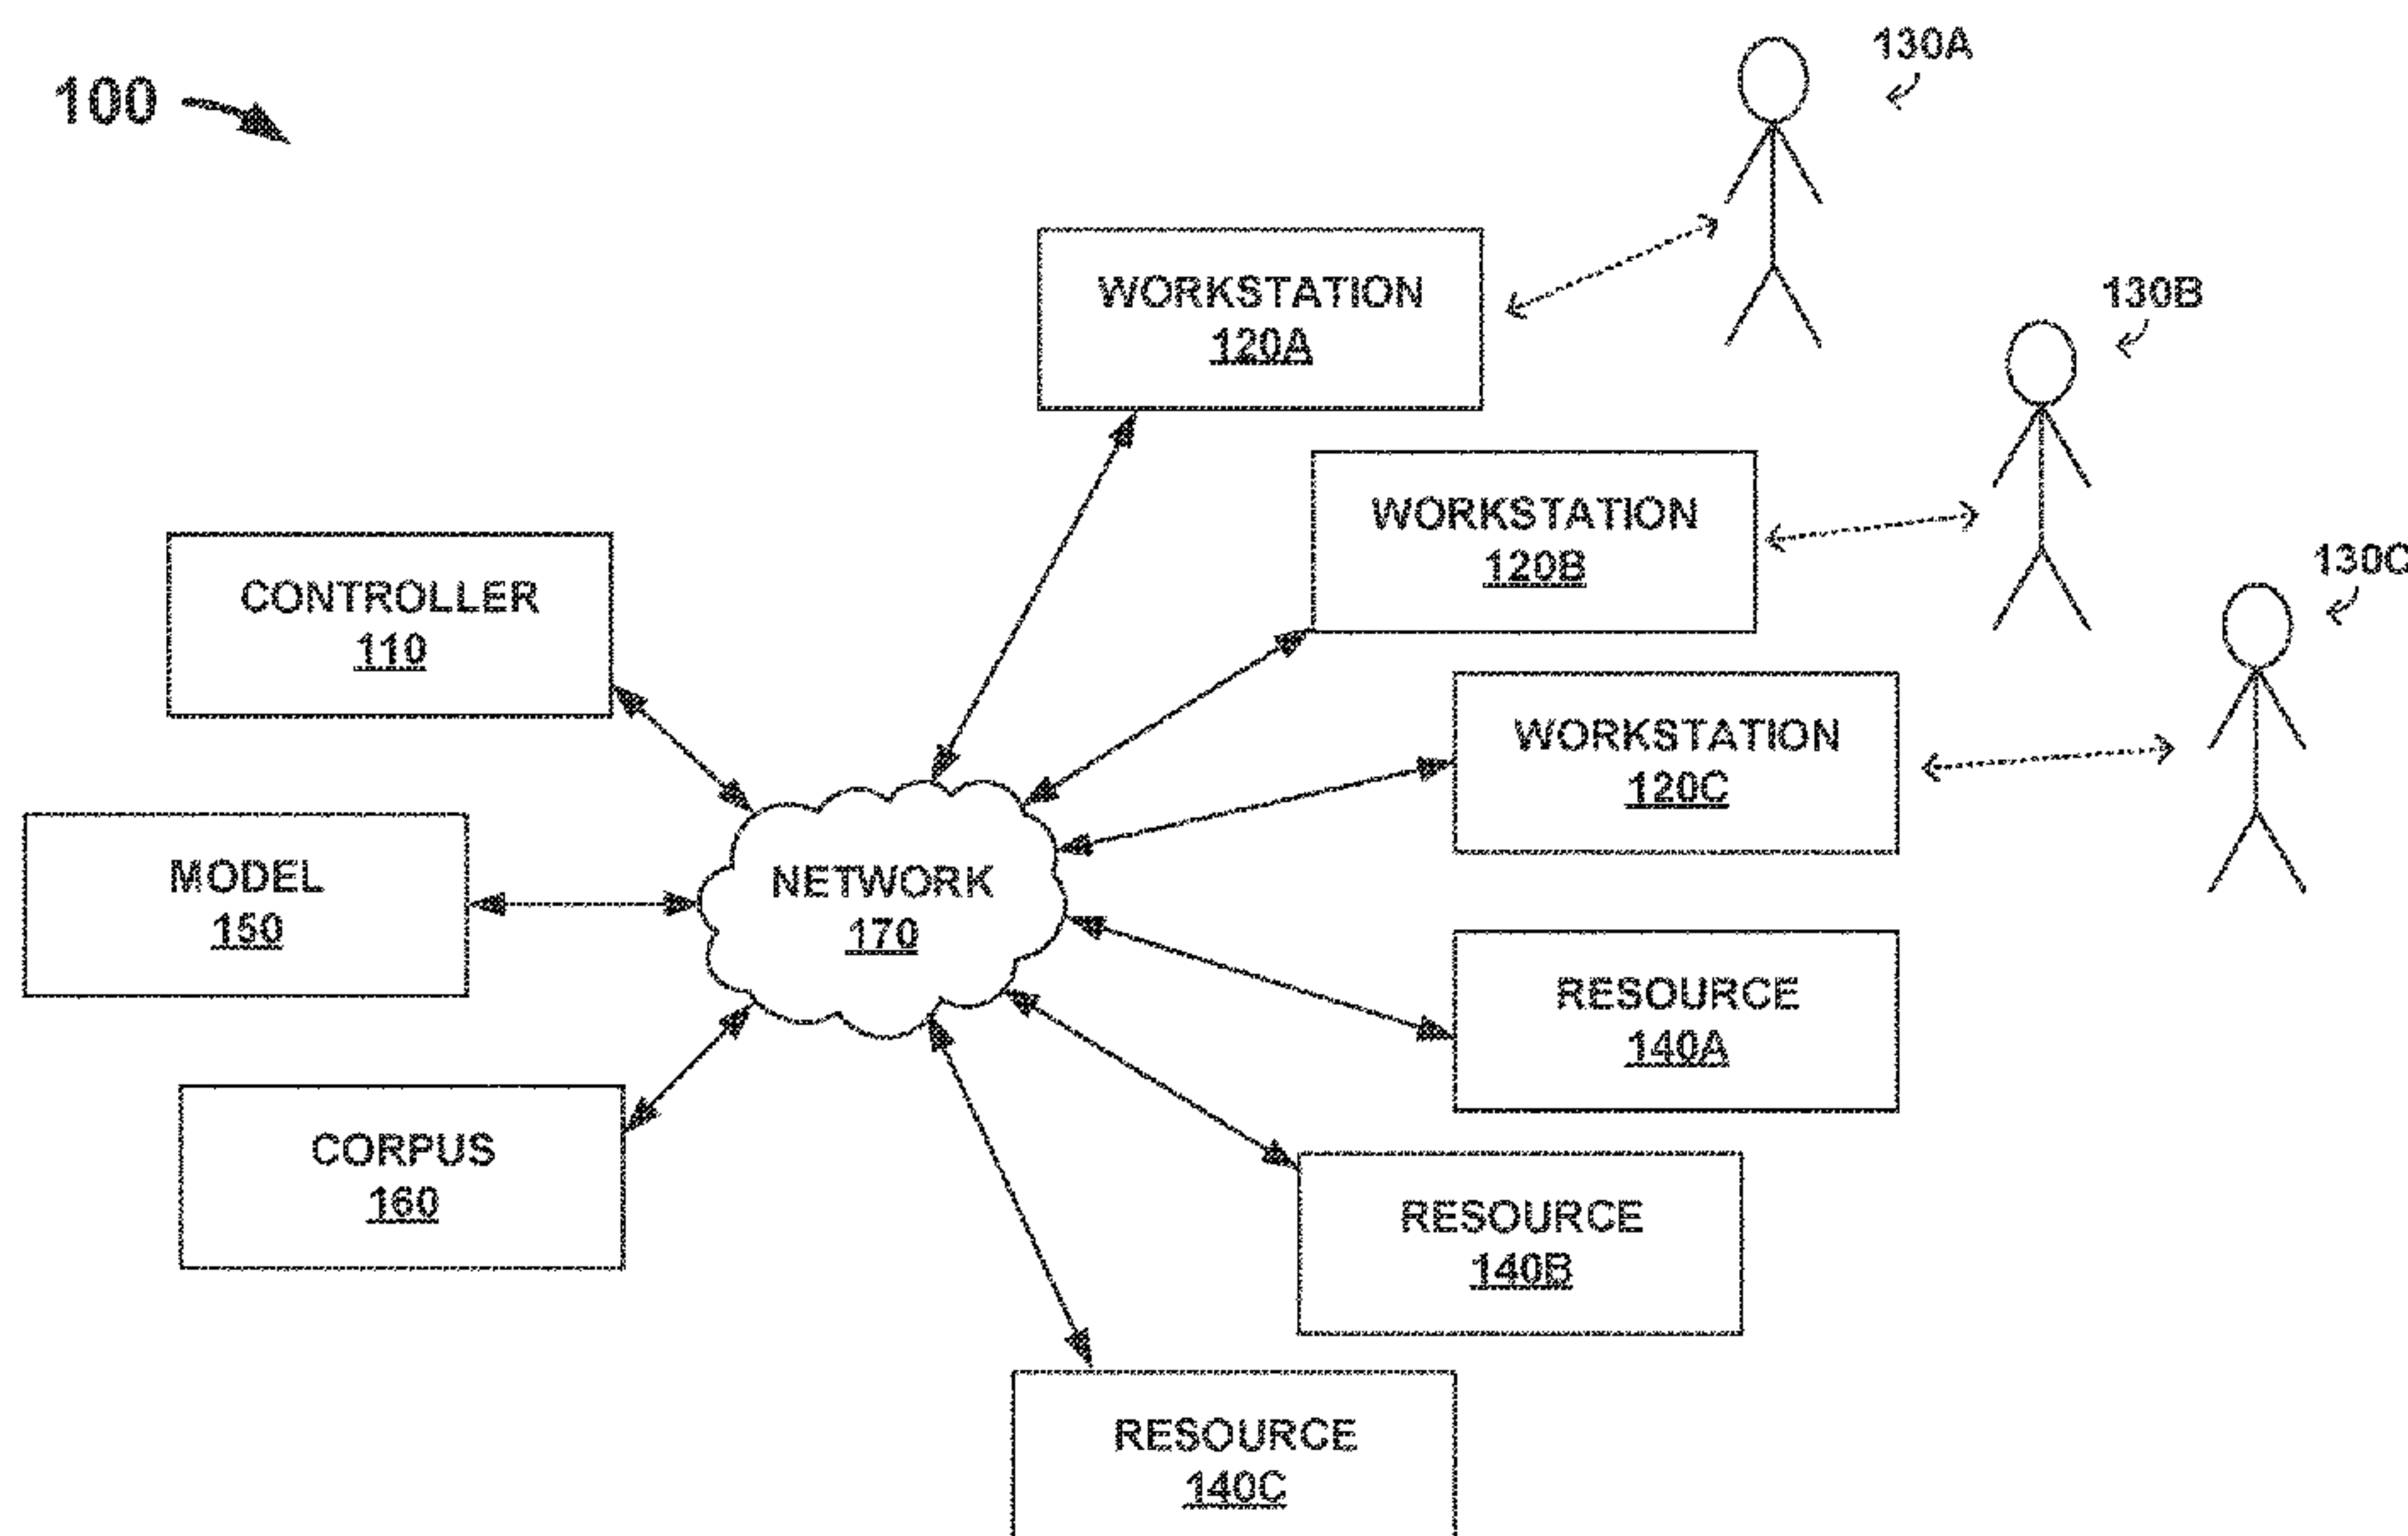 100
130A
WORKSTATION
120A
130B
WORKSTATION
120B
CONTROLLER
110
130C
WORKSTATION
120C
MODEL
150
NETWORK
170
RESOURCE
140A
CORPUS
160
RESOURCE
140B
RESOURCE
140C